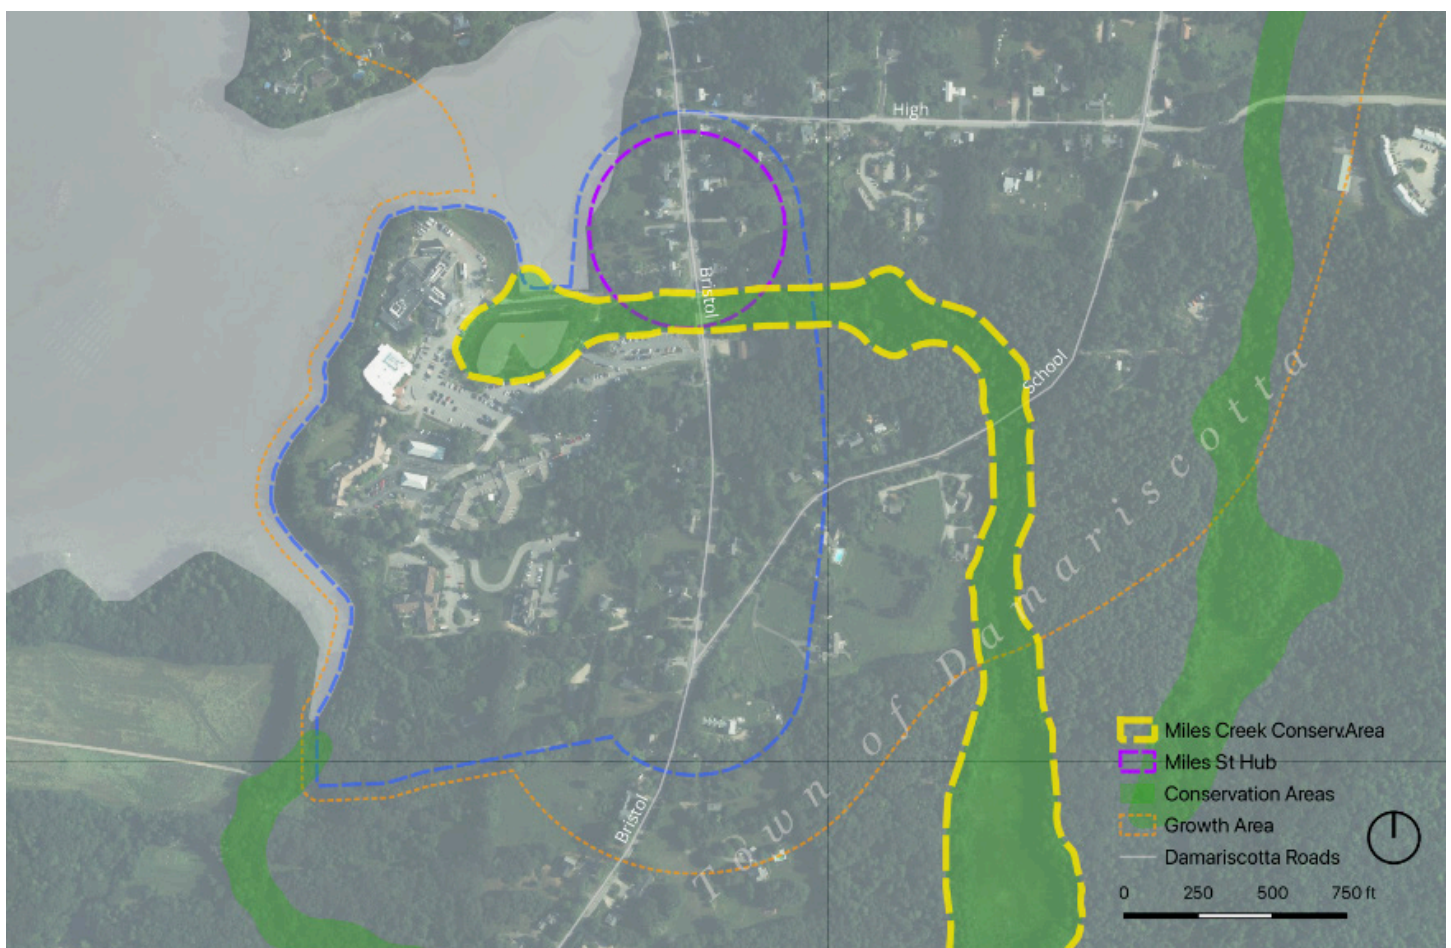 High
Bristol
School
Town of Damariscotta
Bristol
Miles Creek Conserv.Area
Miles St Hub
Conservation Areas
Growth Area
Damariscotta Roads
0 250 500 750 ft